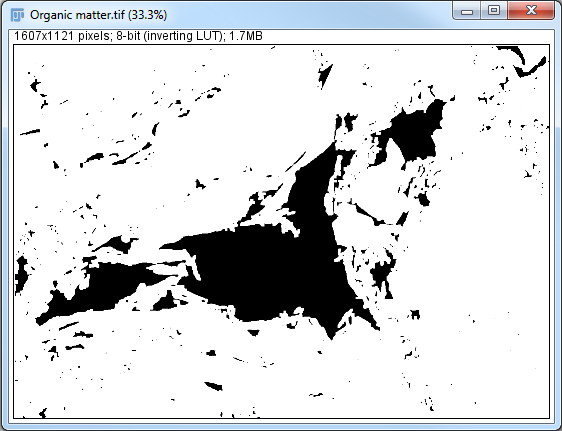 Organic matter.tif (33.3%)
1607x1121 pixels; 8-bit (inverting LUT); 1.7MB